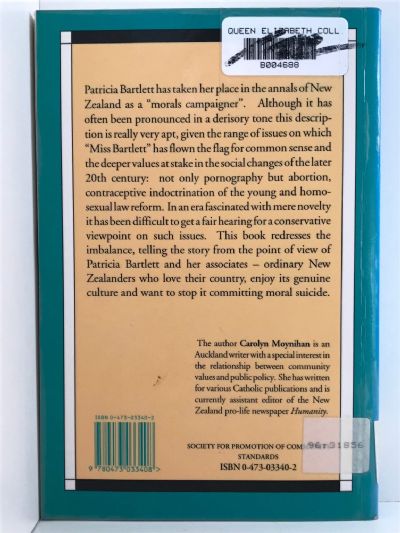 QUEEN ELIZABETH COLL
B004688
Patricia Bartlett has taken her place in the annals of New
Zealand as a "morals campaigner". Although it has
often been pronounced in a derisory tone this descrip-
tion is really very apt, given the range of issues on which
"Miss Bartlett" has flown the flag for common sense and
the deeper values at stake in the social changes of the later
20th century: not only pornography but abortion,
contraceptive indoctrination of the young and homo-
sexual law reform. In an era fascinated with mere novelty
it has been difficult to get a fair hearing for a conservative
viewpoint on such issues. This book redresses the
imbalance, telling the story from the point of view of
Patricia Bartlett and her associates – ordinary New
Zealanders who love their country, enjoy its genuine
culture and want to stop it committing moral suicide.
The author Carolyn Moynihan is an
Auckland writer with a special interest in
the relationship between community
values and public policy. She has written
for various Catholic publications and is
currently assistant editor of the New
Zealand pro-life newspaper Humanity.
ISBN 0-473-03340-2
9 780473 033408 >
SOCIETY FOR PROMOTION OF
STANDARDS
ISBN 0-473-03340-2